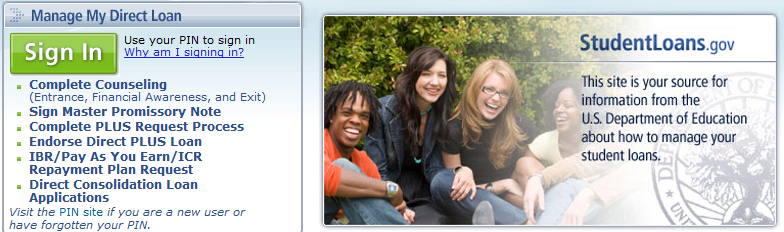 Manage My Direct Loan
Sign In
Use your PIN to sign in
Why am I signing in?
Complete Counseling
(Entrance, Financial Awareness, and Exit)
Sign Master Promissory Note
Complete PLUS Request Process
Endorse Direct PLUS Loan
IBR/Pay As You Earn/ICR
Repayment Plan Request
Direct Consolidation Loan
Applications
Visit the PIN site if you are a new user or
have forgotten your PIN.
StudentLoans.gov
This site is your source for
information from the
U.S. Department of Education
about how to manage your
student loans.